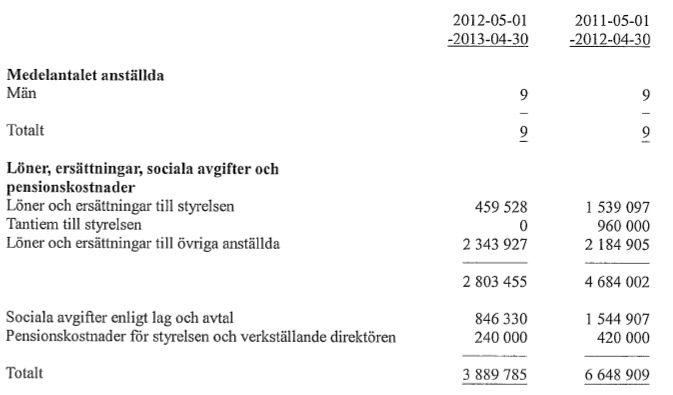 2012-05-01 2011-05-01
-2013-04-30 -2012-04-30
Medelantalet anställda
Män 9 9
Totalt 9 9
Löner, ersättningar, sociala avgifter och
pensionskostnader
Löner och ersättningar till styrelsen 459 528 1 539 097
Tantiem till styrelsen 0 960 000
Löner och ersättningar till övriga anställda 2 343 927 2 184 905
2 803 455 4 684 002
Sociala avgifter enligt lag och avtal 846 330 1 544 907
Pensionskostnader för styrelsen och verkställande direktören 240 000 420 000
Totalt 3 889 785 6 648 909